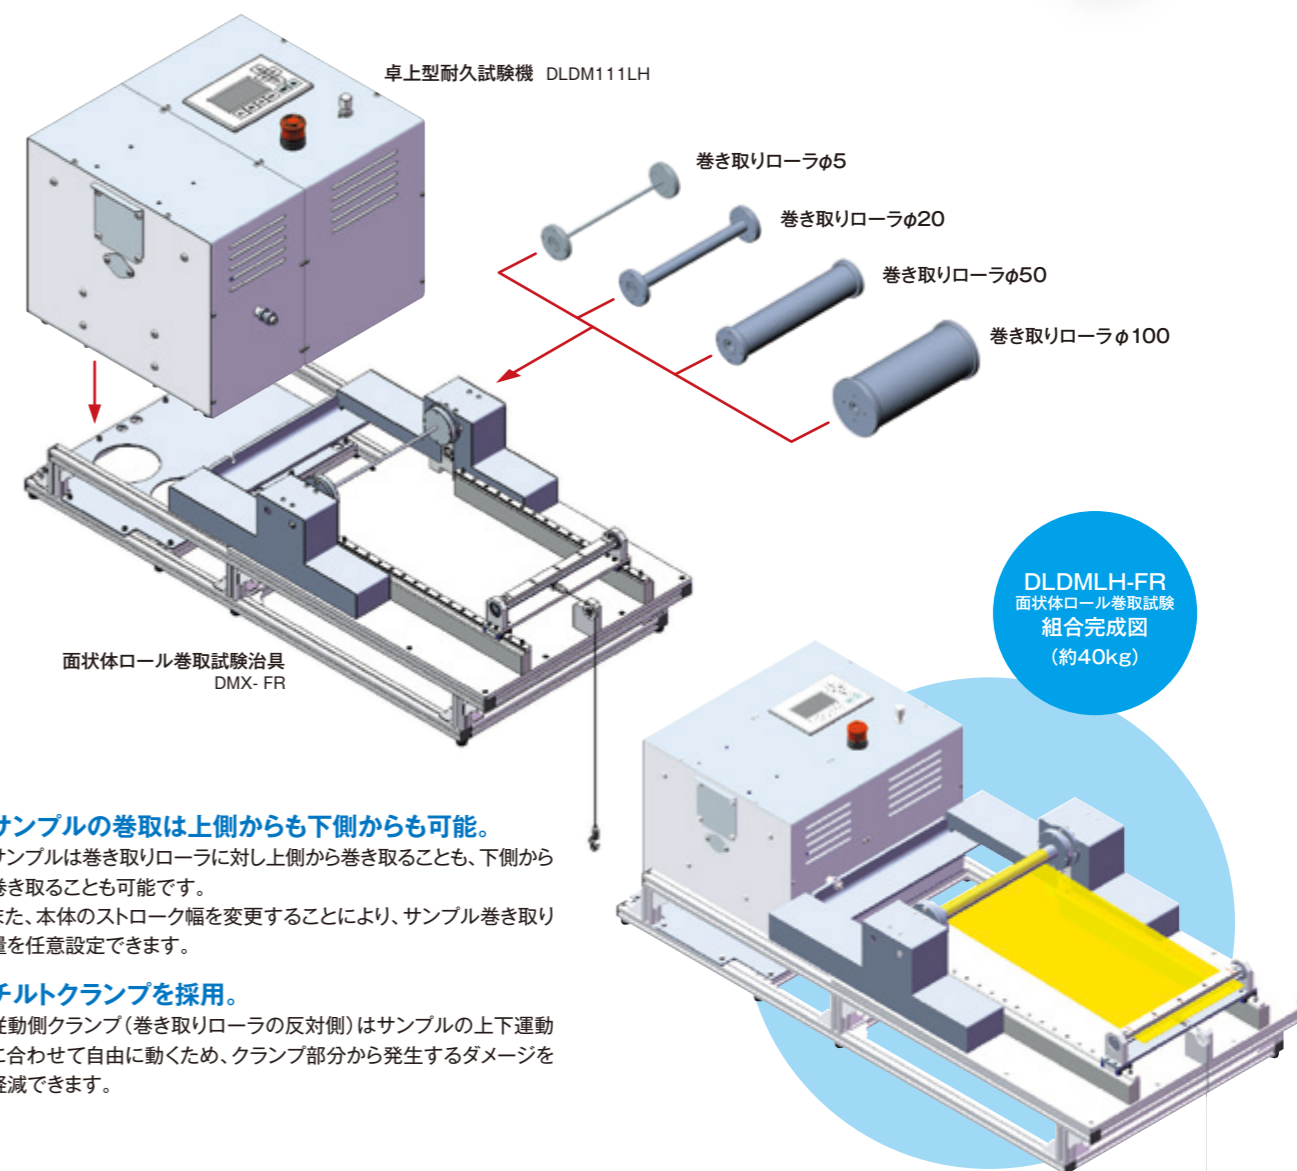 卓上型耐久試験機 DLDM111LH
巻き取りローラφ5
巻き取りローラφ20
巻き取りローラφ50
巻き取りローラφ100
面状体ロール巻取試験治具
DMX- FR
DLDMLH-FR
面状体ロール巻取試験
組合完成図
(約40kg)
サンプルの巻取は上側からも下側からも可能。
サンプルは巻き取りローラに対し上側から巻き取ることも、下側から
巻き取ることも可能です。
また、本体のストローク幅を変更することにより、サンプル巻き取り
量を任意設定できます。
チルトクランプを採用。
従動側クランプ(巻き取りローラの反対側)はサンプルの上下運動
に合わせて自由に動くため、クランプ部分から発生するダメージを
軽減できます。